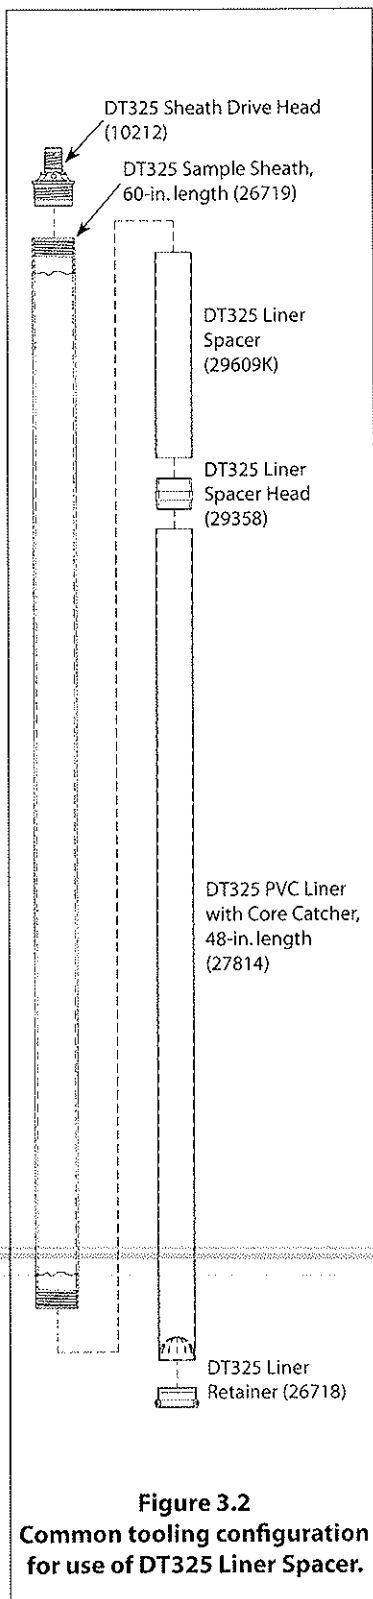 DT325 Sheath Drive Head
(10212)
DT325 Sample Sheath,
60-in. length (26719)
DT325 Liner
Spacer
(29609K)
DT325 Liner
Spacer Head
(29358)
DT325 PVC Liner
with Core Catcher,
48-in. length
(27814)
DT325 Liner
Retainer (26718)
Figure 3.2
Common tooling configuration
for use of DT325 Liner Spacer.